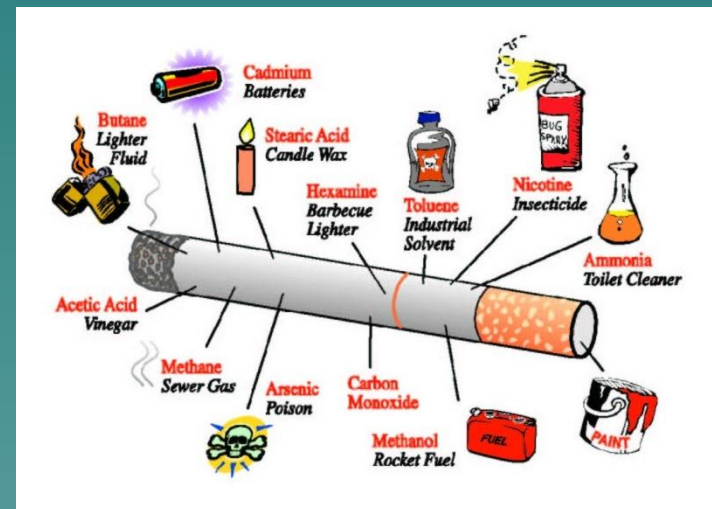 Cadmium
Batteries
Butane
Lighter
Fluid
Stearic Acid
Candle Wax
Hexamine
Barbecue
Lighter
Toluene
Industrial
Solvent
BUG
SPRAY
Nicotine
Insecticide
Ammonia
Toilet Cleaner
Acetic Acid
Vinegar
Methane
Sewer Gas
Arsenic
Poison
Carbon
Monoxide
Methanol
Rocket Fuel
FUEL
PAINT